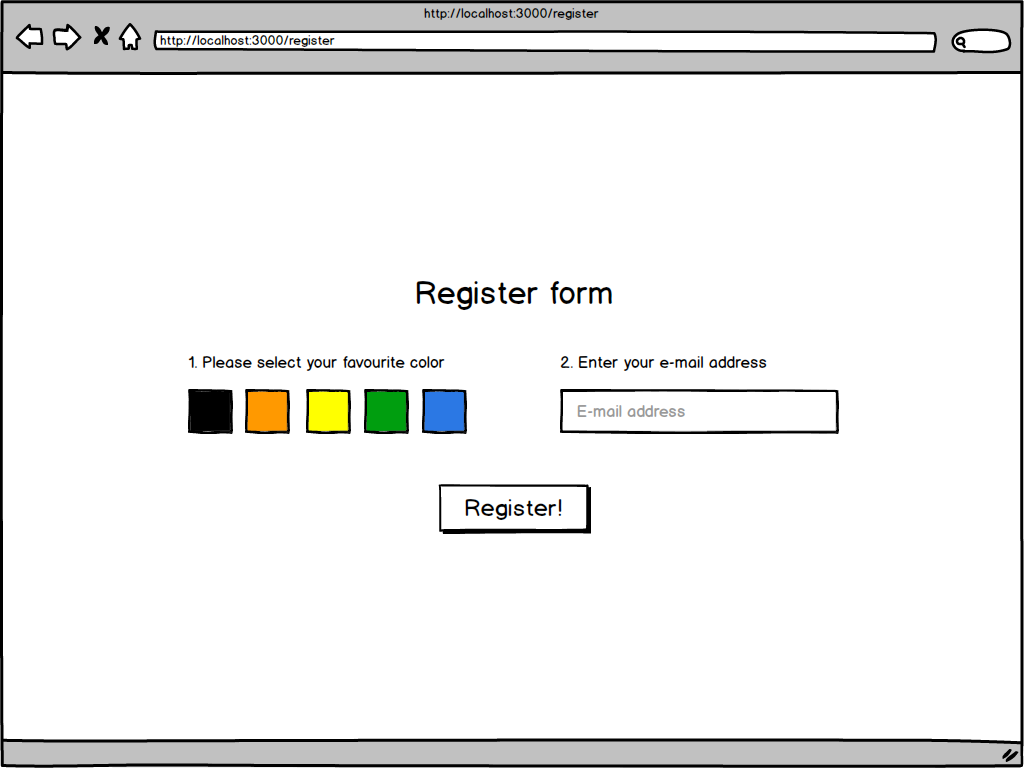 http://localhost:3000/register
http://localhost:3000/register
Register form
1. Please select your favourite color
2. Enter your e-mail address
E-mail address
Register!